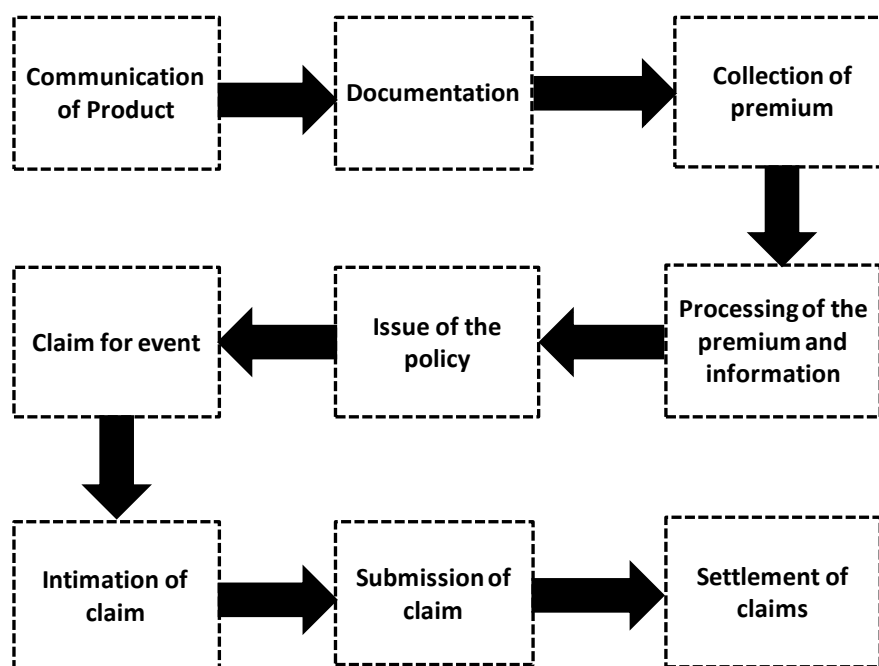 Communication
of Product
Documentation
Collection of
premium
Claim for event
Issue of the
policy
Processing of the
premium and
information
Intimation of
claim
Submission of
claim
Settlement of
claims